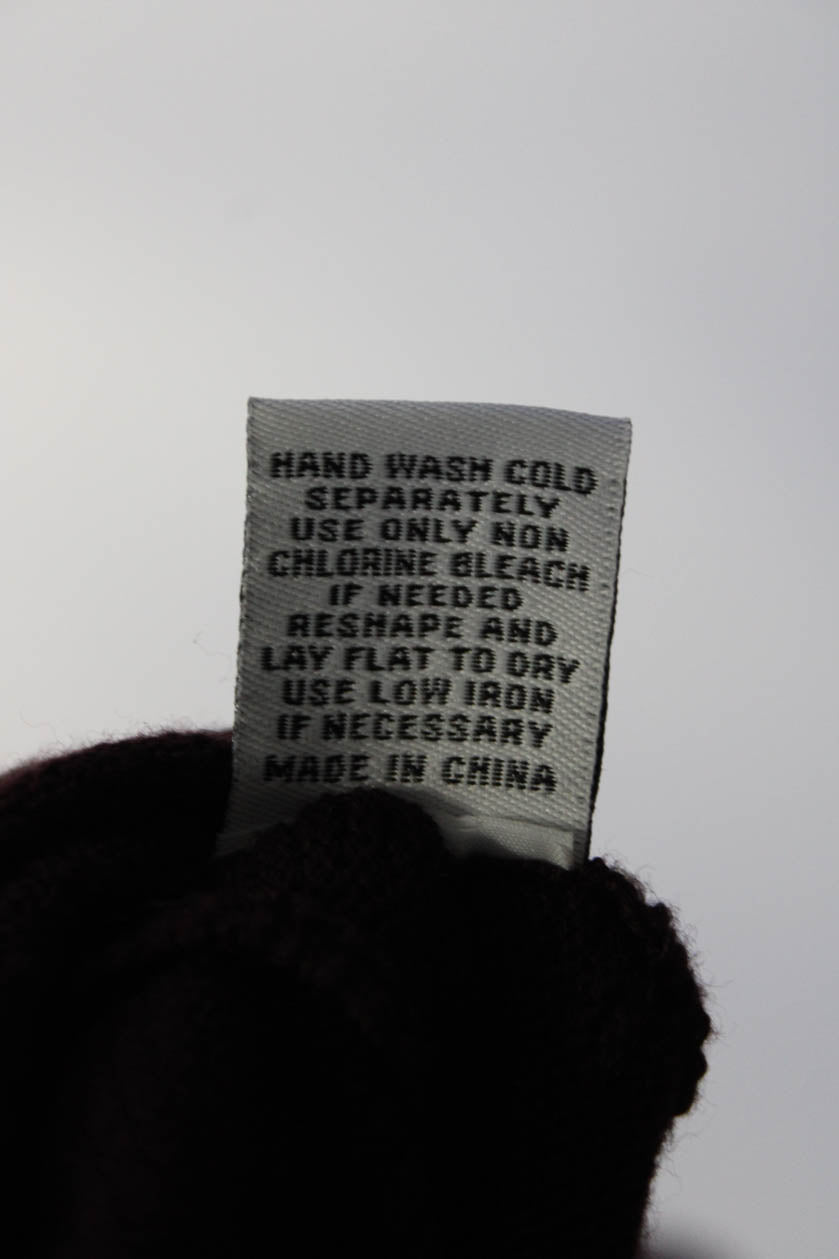 HAND WASH COLD
SEPARATELY
USE ONLY NON
CHLORINE BLEACH
IF NEEDED
RESHAPE AND
LAY FLAT TO DRY
USE LOW IRON
IF NECESSARY
MADE IN CHINA